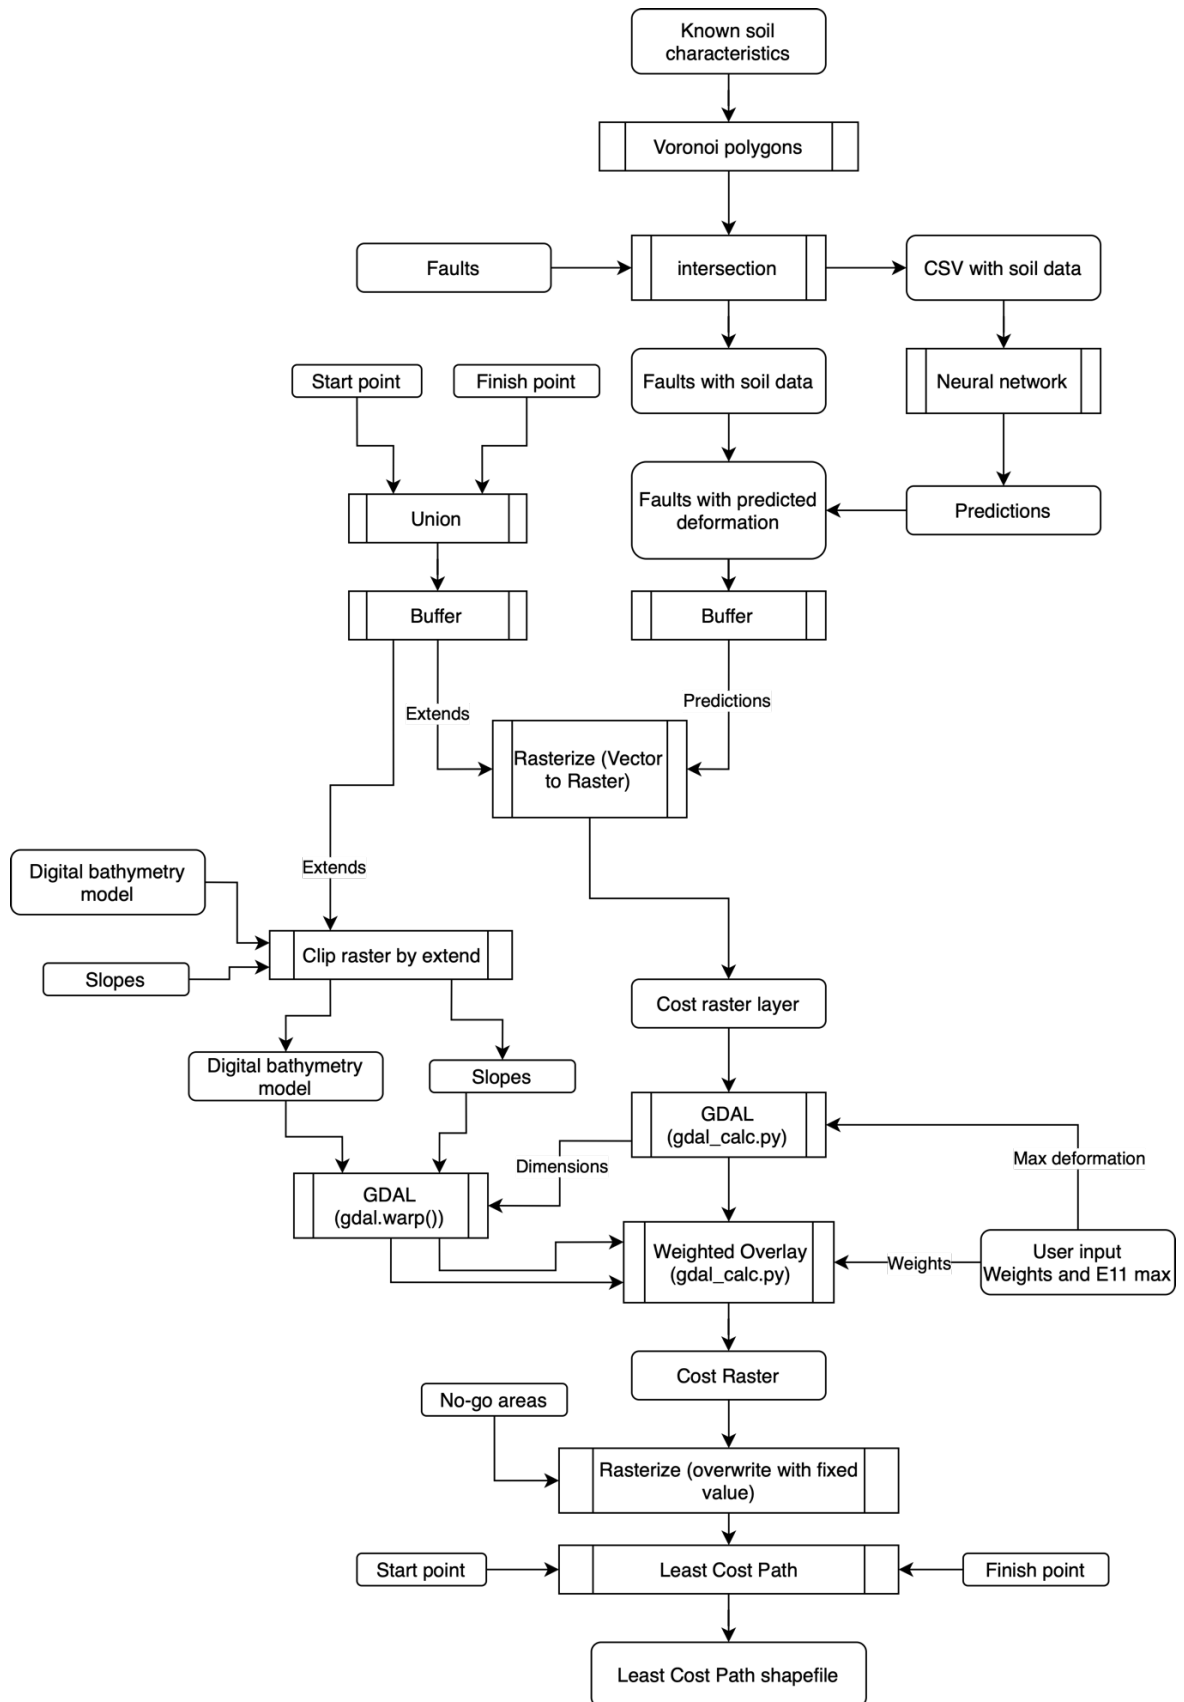 Known soil
characteristics
Voronoi polygons
Faults
intersection
CSV with soil data
Start point
Finish point
Faults with soil data
Neural network
Union
Faults with predicted
deformation
Predictions
Buffer
Buffer
Predictions
Extends
Rasterize (Vector
to Raster)
Extends
Digital bathymetry
model
Clip raster by extend
Slopes
Cost raster layer
Digital bathymetry
model
Slopes
GDAL
(gdal_calc.py)
Max deformation
Dimensions
GDAL
(gdal.warp())
Weighted Overlay
(gdal_calc.py)
Weights
User input
Weights and E11 max
Cost Raster
No-go areas
Rasterize (overwrite with fixed
value)
Start point
Least Cost Path
Finish point
Least Cost Path shapefile